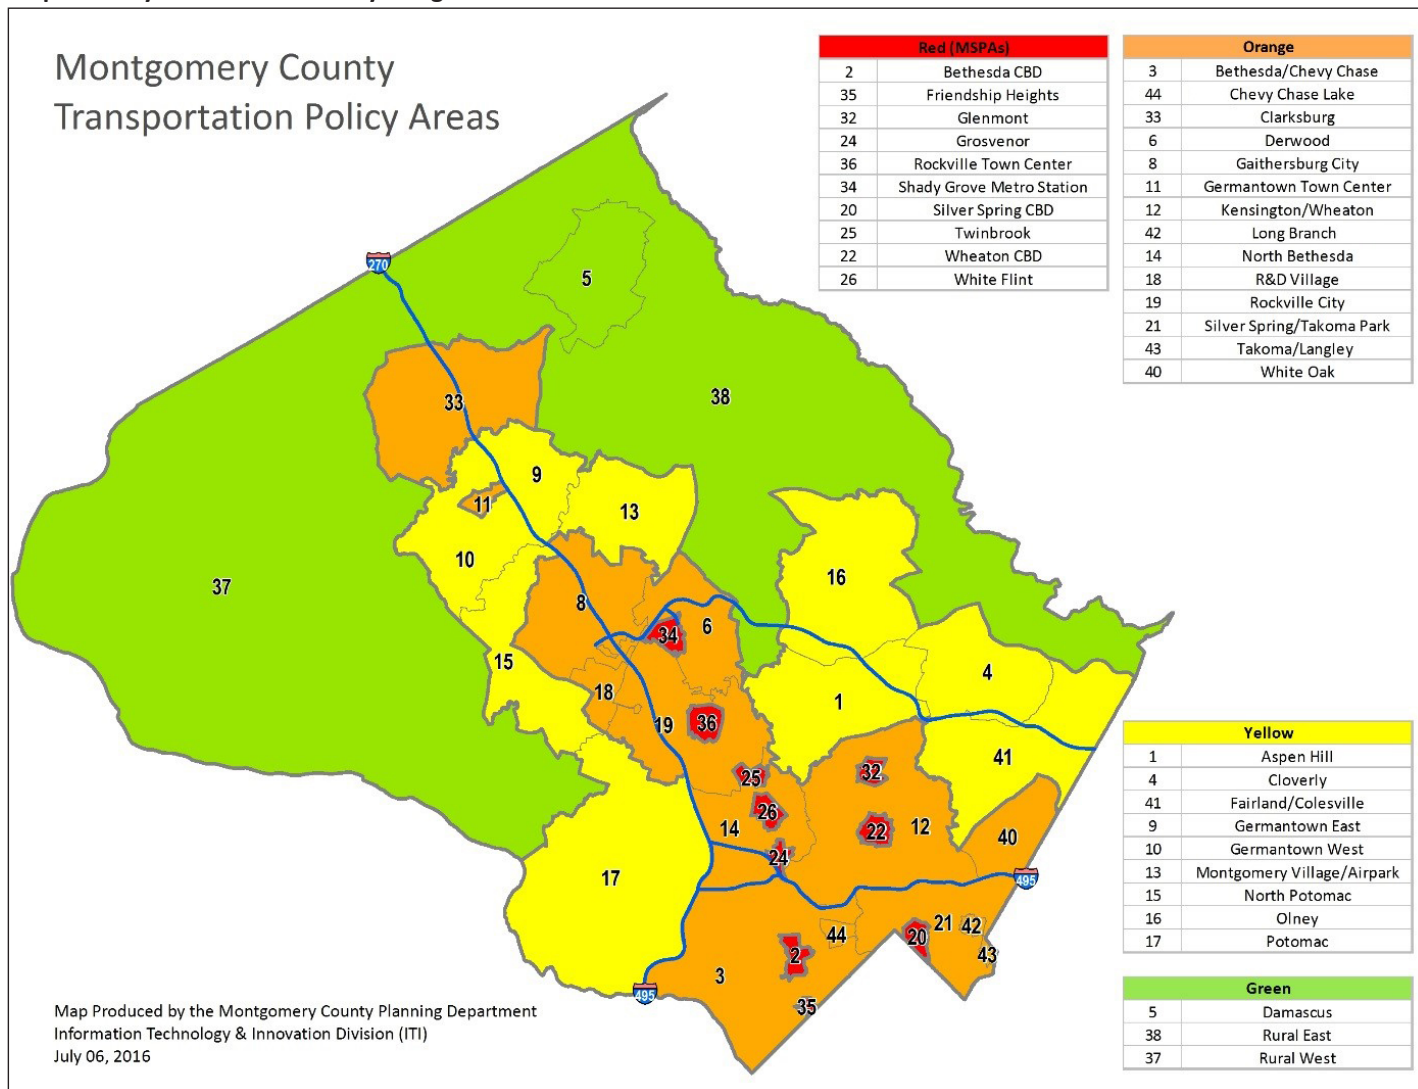 Montgomery County
Transportation Policy Areas
Red (MSPAs)
2 Bethesda CBD
35 Friendship Heights
32 Glenmont
24 Grosvenor
36 Rockville Town Center
34 Shady Grove Metro Station
20 Silver Spring CBD
25 Twinbrook
22 Wheaton CBD
26 White Flint
Orange
3 Bethesda/Chevy Chase
44 Chevy Chase Lake
33 Clarksburg
6 Derwood
8 Gaithersburg City
11 Germantown Town Center
12 Kensington/Wheaton
42 Long Branch
14 North Bethesda
18 R&D Village
19 Rockville City
21 Silver Spring/Takoma Park
43 Takoma/Langley
40 White Oak
270
5
38
33
9
11
13
10
16
37
8
34
6
15
4
18
1
36
19
41
25
32
26
14
22
12
40
24
17
495
44
20
21
42
2
43
3
495
35
Yellow
1 Aspen Hill
4 Cloverly
41 Fairland/Colesville
9 Germantown East
10 Germantown West
13 Montgomery Village/Airpark
15 North Potomac
16 Olney
17 Potomac
Green
5 Damascus
38 Rural East
37 Rural West
Map Produced by the Montgomery County Planning Department
Information Technology & Innovation Division (ITI)
July 06, 2016